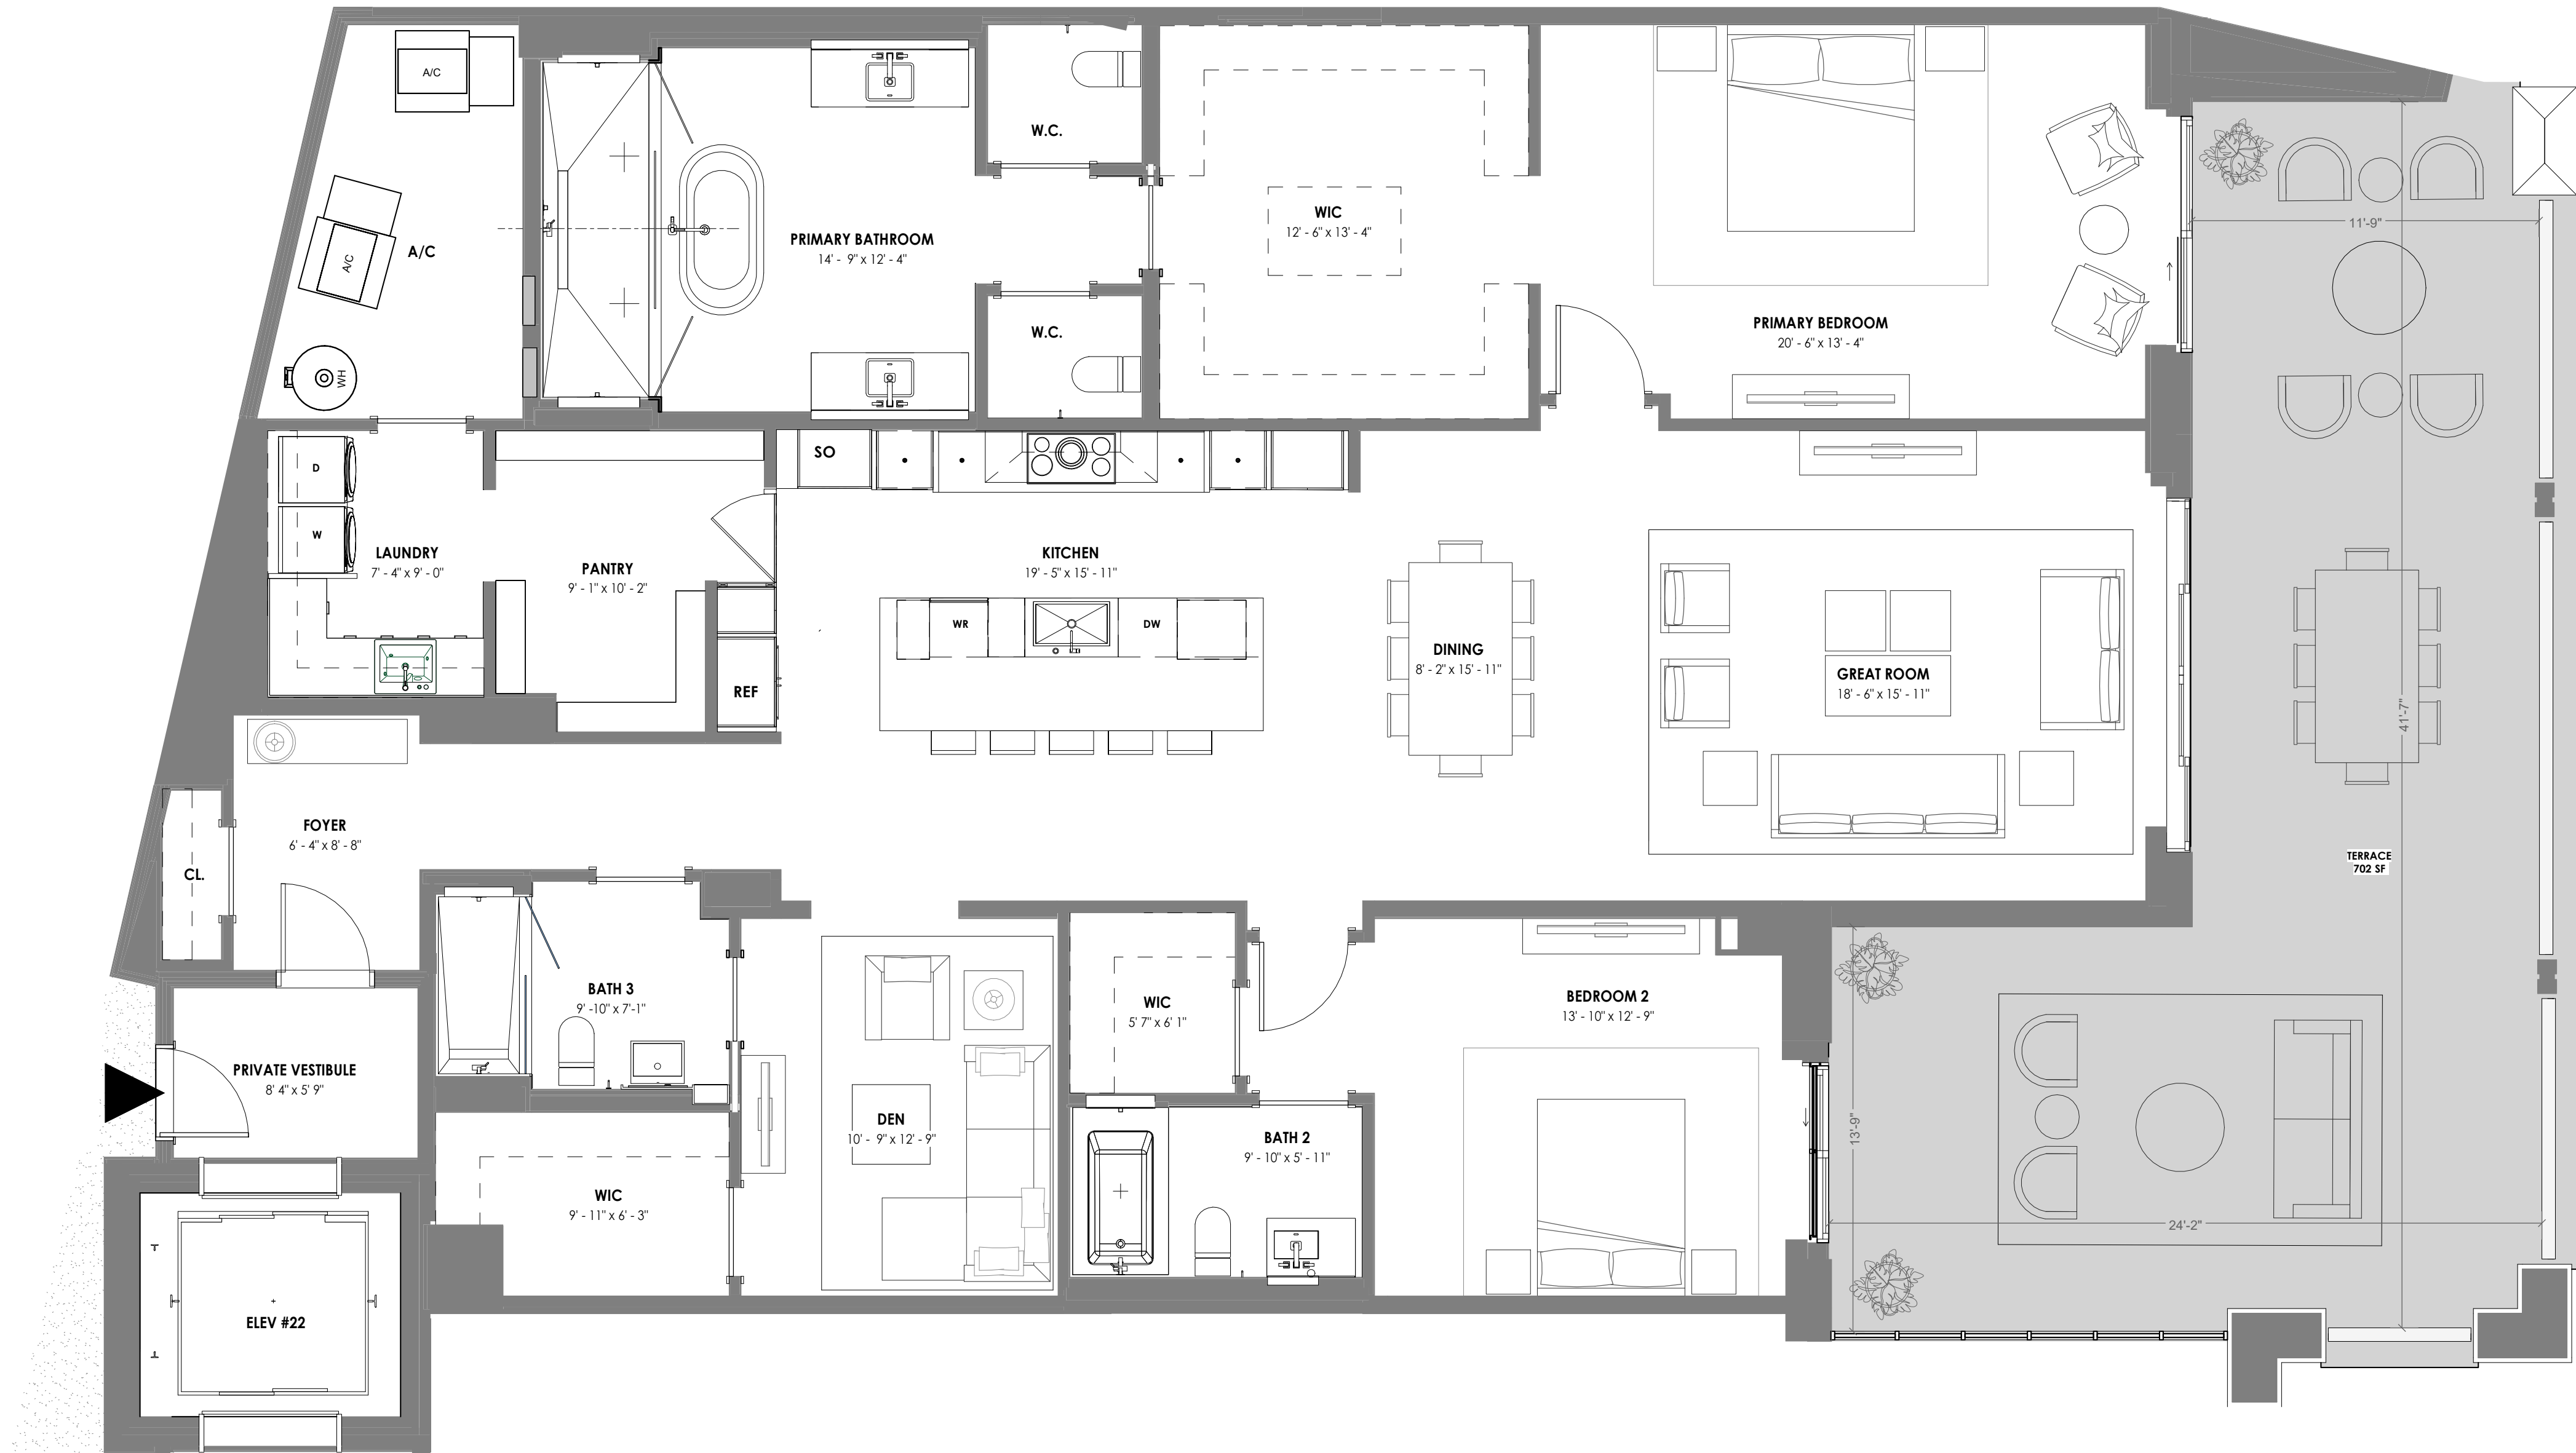 A/C
W.C.
A/C
A/C
WH
PRIMARY BATHROOM
14' - 9" x 12' - 4"
W.C.
WIC
12' - 6" x 13' - 4"
PRIMARY BEDROOM
20' - 6" x 13' - 4"
11'-9"
SO
D
W
LAUNDRY
7' - 4" x 9' - 0"
PANTRY
9' - 1" x 10' - 2"
KITCHEN
19' - 5" x 15' - 11"
WR
DW
REF
DINING
8' - 2" x 15' - 11"
GREAT ROOM
18' - 6" x 15' - 11"
41'-7"
FOYER
6' - 4" x 8' - 8"
CL.
TERRACE
702 SF
BATH 3
9' -10" x 7'-1"
WIC
5' 7" x 6' 1"
BEDROOM 2
13' - 10" x 12' - 9"
PRIVATE VESTIBULE
8' 4" x 5' 9"
DEN
10' - 9" x 12' - 9"
BATH 2
9' - 10" x 5' - 11"
13'-9"
WIC
9' - 11" x 6' - 3"
24'-2"
ELEV #22